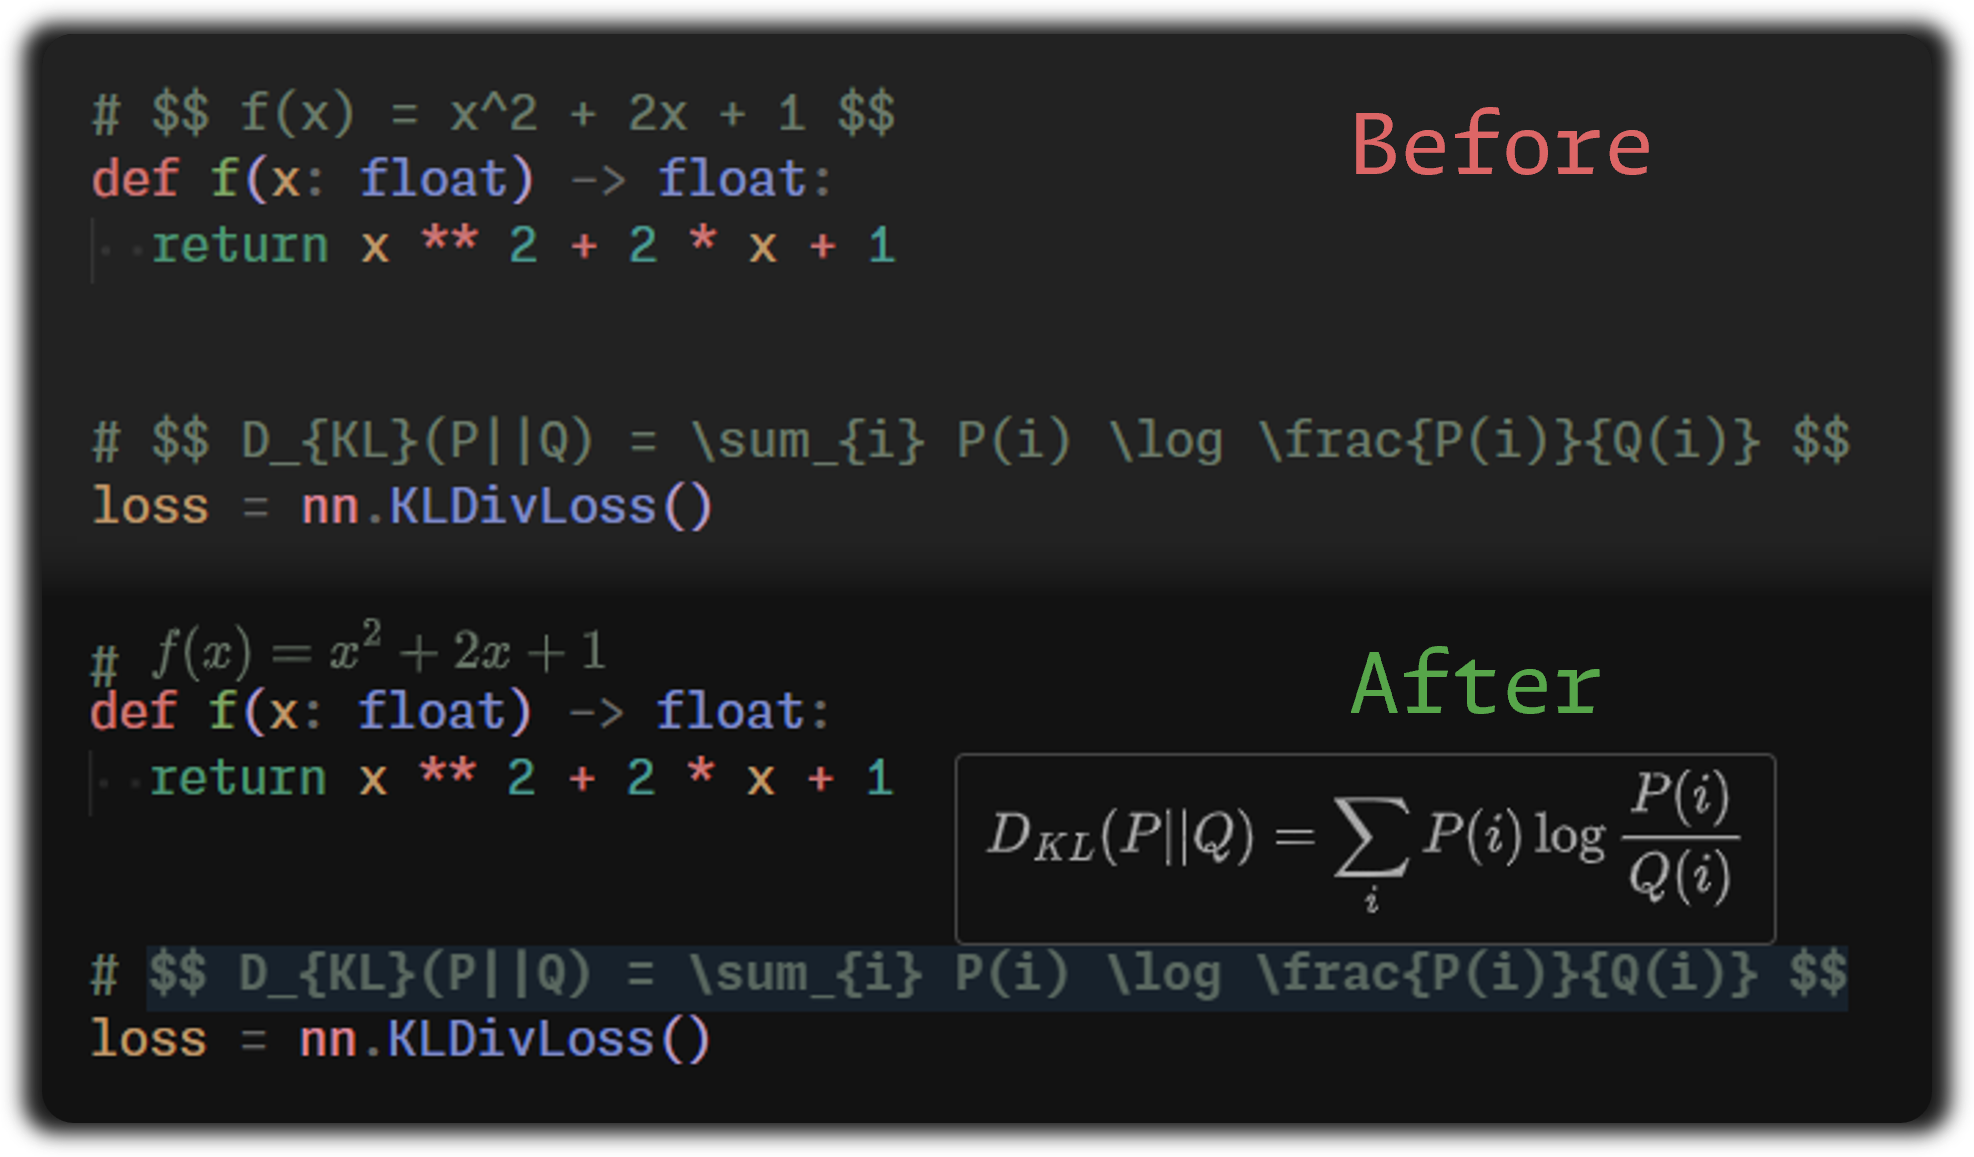 # $$ f(x) = x^2 + 2x + 1 $$
Before
def f(x: float) -> float:
  return x ** 2 + 2 * x + 1
# $$ D_{KL}(P||Q) = \sum_{i} P(i) \log \frac{P(i)}{Q(i)} $$
loss = nn.KLDivLoss()
# f(x) = x² + 2x + 1
After
def f(x: float) -> float:
  return x ** 2 + 2 * x + 1
D_{KL}(P||Q) = \sum_{i} P(i) \log \frac{P(i)}{Q(i)}
# $$ D_{KL}(P||Q) = \sum_{i} P(i) \log \frac{P(i)}{Q(i)} $$
loss = nn.KLDivLoss()